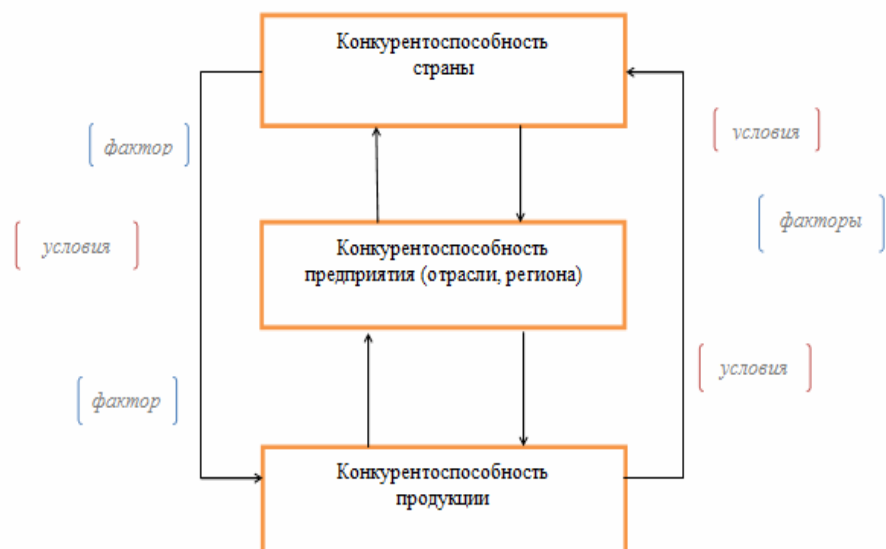 Конкурентоспособность
страны
фактор
условия
условия
факторы
Конкурентоспособность
предприятия (отрасли, региона)
условия
фактор
Конкурентоспособность
продукции